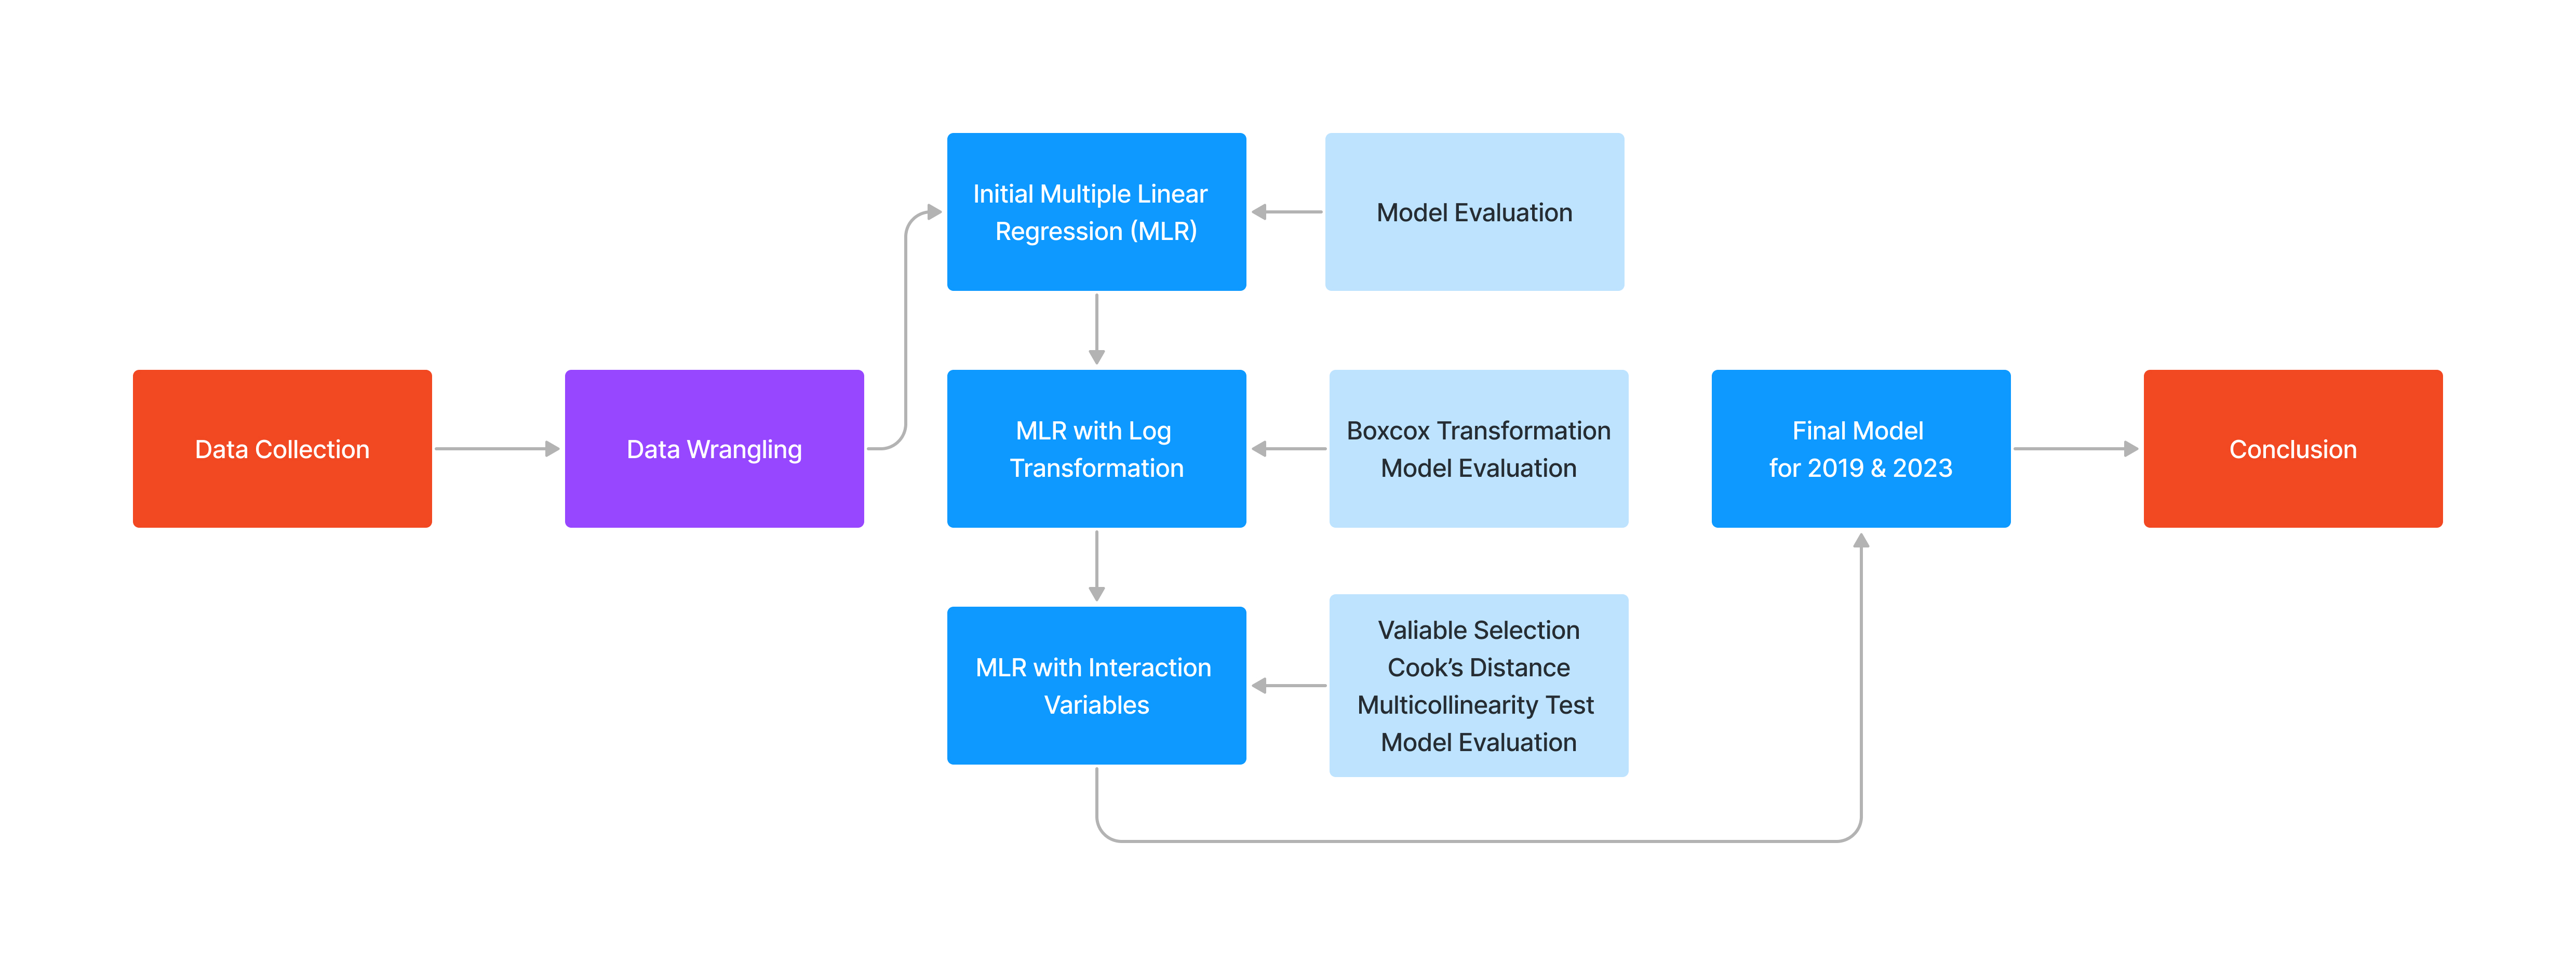 Data Collection
Data Wrangling
Initial Multiple Linear
Regression (MLR)
Model Evaluation
MLR with Log
Transformation
Boxcox Transformation
Model Evaluation
MLR with Interaction
Variables
Valiable Selection
Cook’s Distance
Multicollinearity Test
Model Evaluation
Final Model
for 2019 & 2023
Conclusion